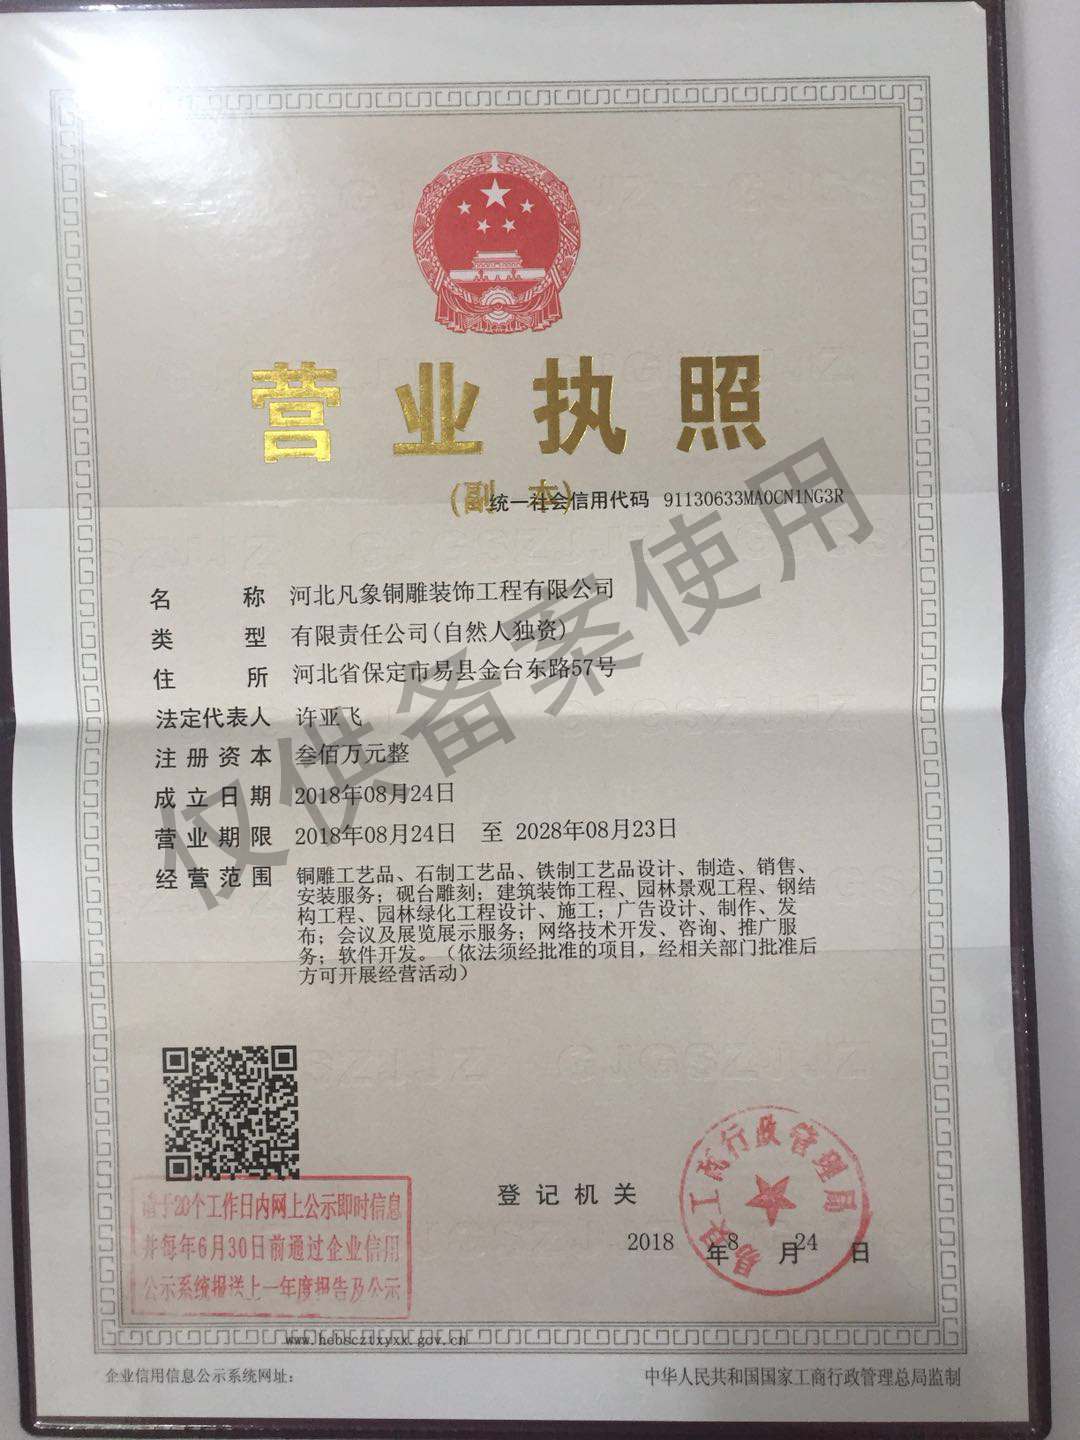 营业执照
(副 本)
统一社会信用代码 91130633MA0CN1NG3R
名 称 河北凡象铜雕装饰工程有限公司
类 型 有限责任公司(自然人独资)
住 所 河北省保定市易县金台东路57号
法定代表人 许亚飞
注册资本 叁佰万元整
成立日期 2018年08月24日
营业期限 2018年08月24日 至 2028年08月23日
经营范围 铜雕工艺品、石制工艺品、铁制工艺品设计、制造、销售、
安装服务；砚台雕刻；建筑装饰工程、园林景观工程、钢结
构工程、园林绿化工程设计、施工；广告设计、制作、发
布；会议及展览展示服务；网络技术开发、咨询、推广服
务；软件开发。（依法须经批准的项目，经相关部门批准后
方可开展经营活动）
仅供备案使用
请于20个工作日内网上公示即时信息
并每年6月30日前通过企业信用
公示系统报送上一年度报告及公示
登记机关
易县工商行政管理局
2018 年 8 月 24 日
www.hebscztxyxx.gov.cn
企业信用信息公示系统网址：
中华人民共和国国家工商行政管理总局监制